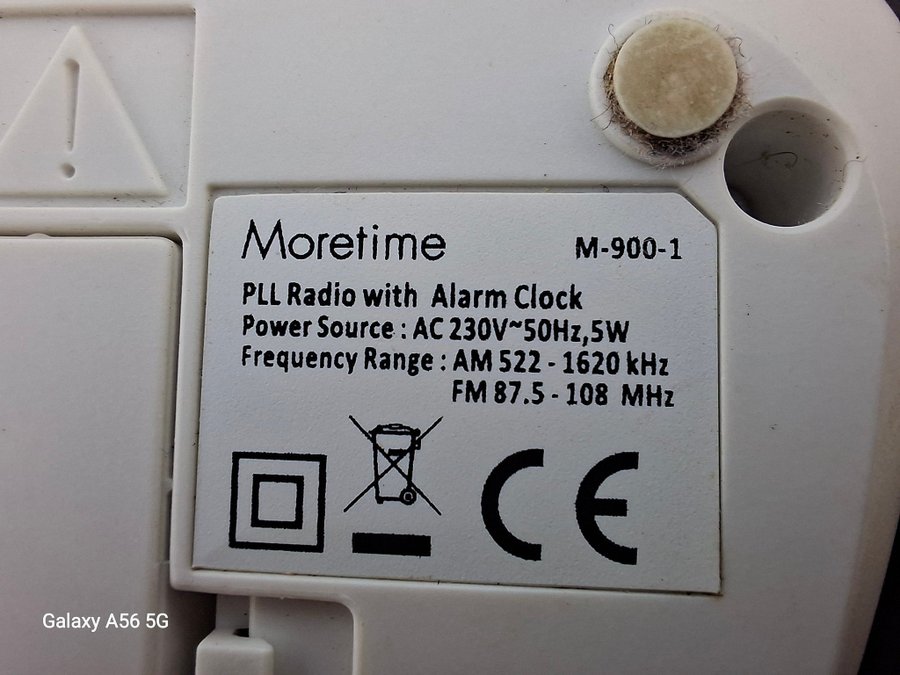 Moretime M-900-1
PLL Radio with Alarm Clock
Power Source : AC 230V~50Hz,5W
Frequency Range : AM 522 - 1620 kHz
FM 87.5 - 108 MHz
CE
Galaxy A56 5G